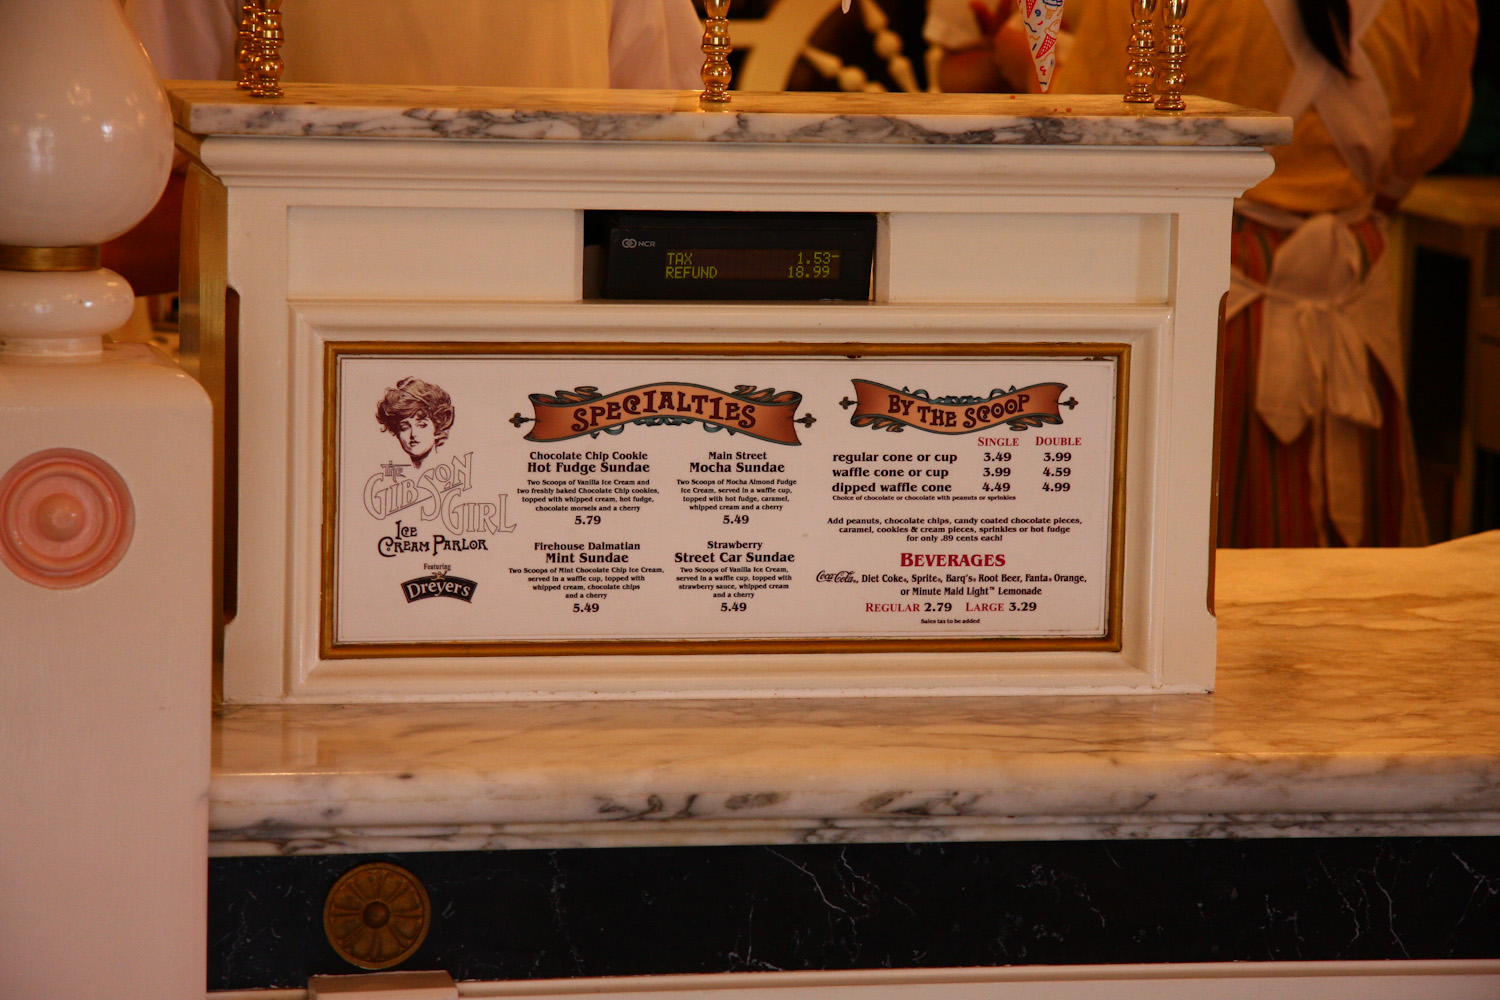 NCR
TAX 1.53-
REFUND 18.99
The
GIBSON
GIRL
ICE
CREAM PARLOR
Featuring
Dreyer's
SPECIALTIES
Chocolate Chip Cookie
Hot Fudge Sundae
Two Scoops of Vanilla Ice Cream and
two freshly baked Chocolate Chip cookies,
topped with whipped cream, hot fudge,
chocolate morsels and a cherry
5.79
Main Street
Mocha Sundae
Two Scoops of Mocha Almond Fudge
Ice Cream, served in a waffle cup,
topped with hot fudge, caramel,
whipped cream and a cherry
5.49
Firehouse Dalmatian
Mint Sundae
Two Scoops of Mint Chocolate Chip Ice Cream,
served in a waffle cup, topped with
whipped cream, chocolate chips
and a cherry
5.49
Strawberry
Street Car Sundae
Two Scoops of Vanilla Ice Cream,
served in a waffle cup, topped with
strawberry sauce, whipped cream
and a cherry
5.49
BY THE SCOOP
SINGLE DOUBLE
regular cone or cup 3.49 3.99
waffle cone or cup 3.99 4.59
dipped waffle cone 4.49 4.99
Choice of chocolate or chocolate with peanuts or sprinkles
Add peanuts, chocolate chips, candy coated chocolate pieces,
caramel, cookies & cream pieces, sprinkles or hot fudge
for only .89 cents each!
BEVERAGES
Coca-Cola®, Diet Coke®, Sprite®, Barq's® Root Beer, Fanta® Orange,
or Minute Maid Light™ Lemonade
REGULAR 2.79 LARGE 3.29
Sales tax to be added